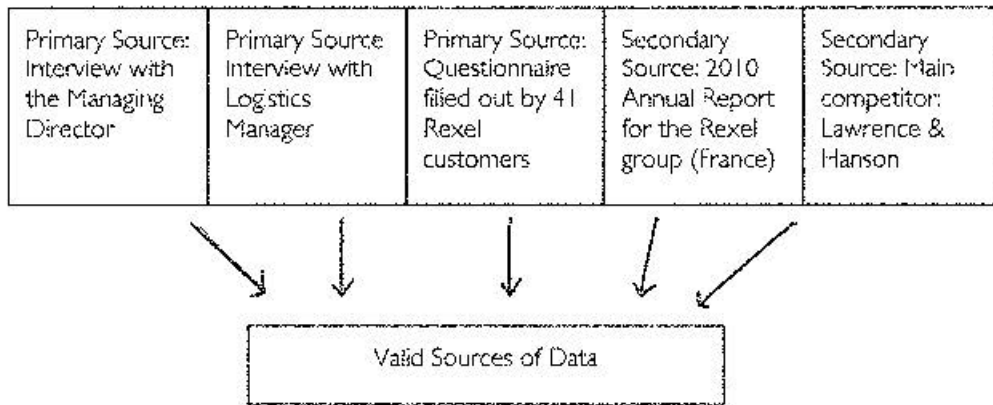 Primary Source:
Interview with
the Managing
Director
Primary Source
Interview with
Logistics
Manager
Primary Source:
Questionnaire
filled out by 41
Rexel
customers
Secondary
Source: 2010
Annual Report
for the Rexel
group (France)
Secondary
Source: Main
competitor:
Lawrence &
Hanson
Valid Sources of Data